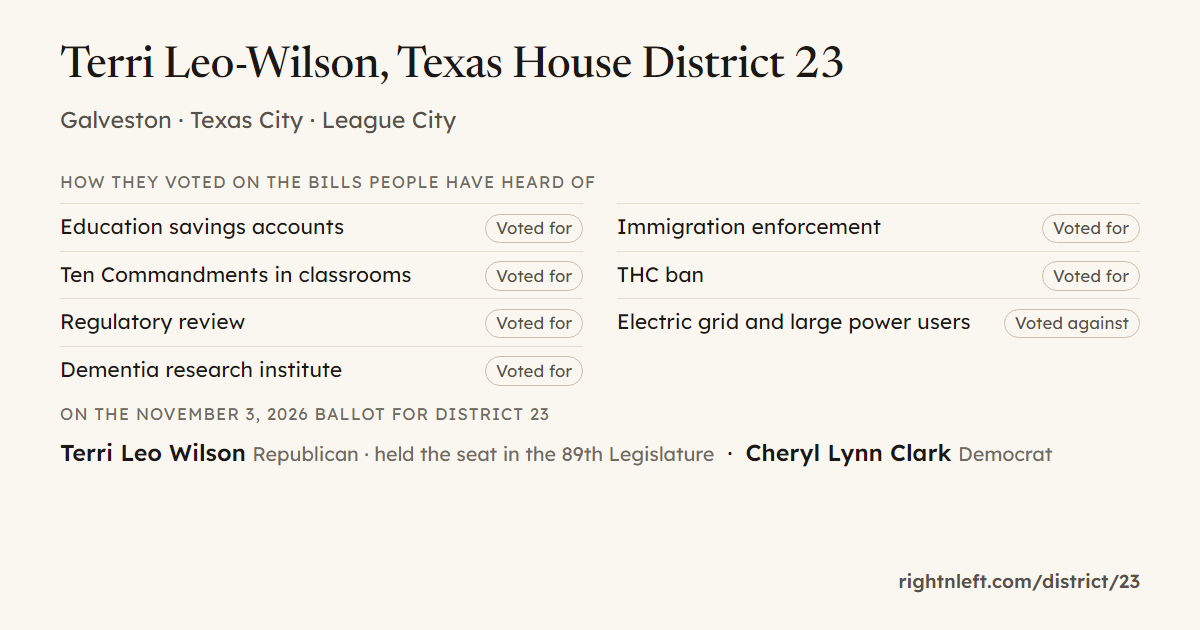 Terri Leo-Wilson, Texas House District 23
Galveston · Texas City · League City
HOW THEY VOTED ON THE BILLS PEOPLE HAVE HEARD OF
Education savings accounts Voted for
Ten Commandments in classrooms Voted for
Regulatory review Voted for
Dementia research institute Voted for
Immigration enforcement Voted for
THC ban Voted for
Electric grid and large power users Voted against
ON THE NOVEMBER 3, 2026 BALLOT FOR DISTRICT 23
Terri Leo Wilson Republican · held the seat in the 89th Legislature · Cheryl Lynn Clark Democrat
rightnleft.com/district/23